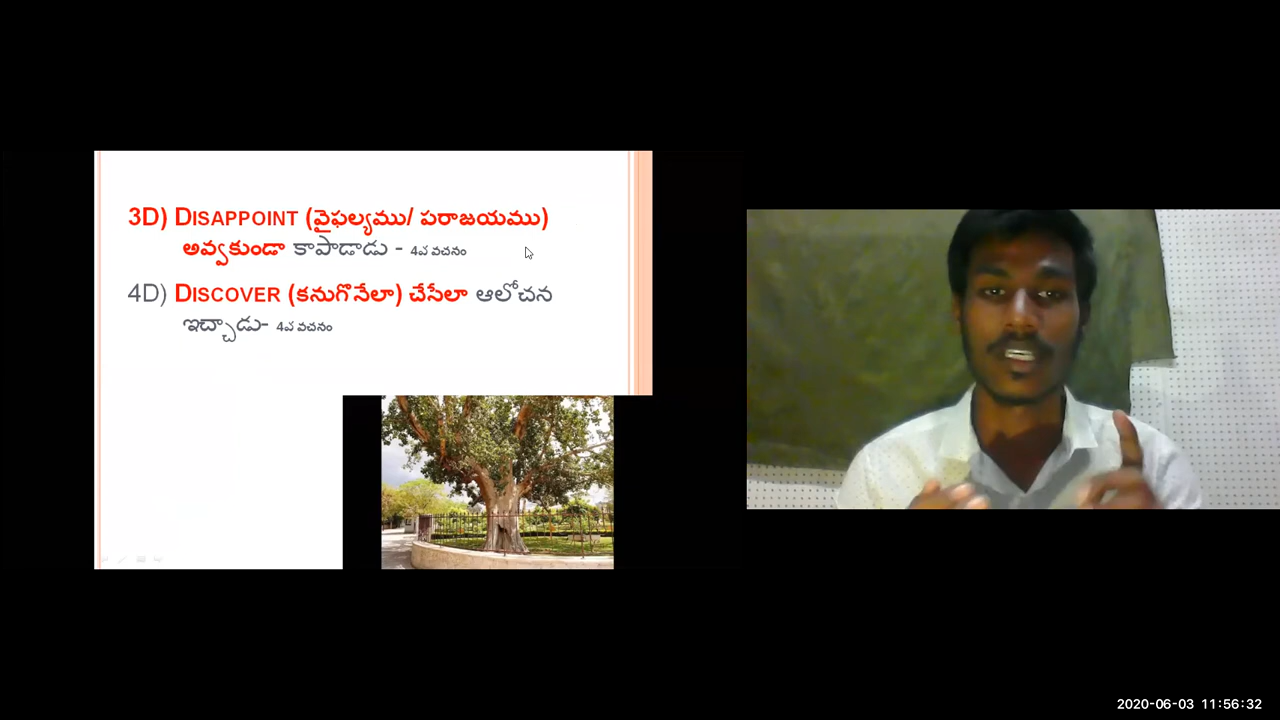 3D) DISAPPOINT (వైఫల్యము/ పరాజయము)
అవ్వకుండా కాపాడాడు - 4వ వచనం
4D) DISCOVER (కనుగొనేలా) చేసేలా ఆలోచన
ఇచ్చాడు- 4వ వచనం
2020-06-03 11:56:32